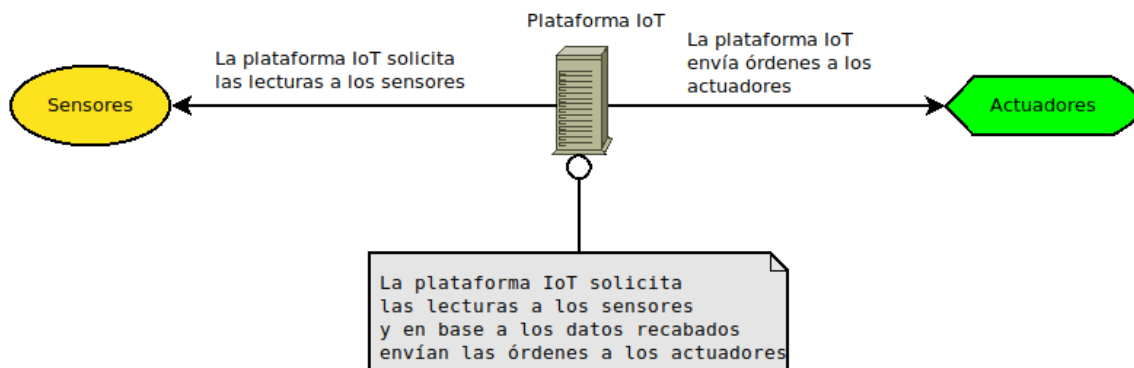 Plataforma IoT
La plataforma IoT solicita
las lecturas a los sensores
La plataforma IoT
envía órdenes a los
actuadores
Sensores
Actuadores
La plataforma IoT solicita
las lecturas a los sensores
y en base a los datos recabados
envían las órdenes a los actuadores